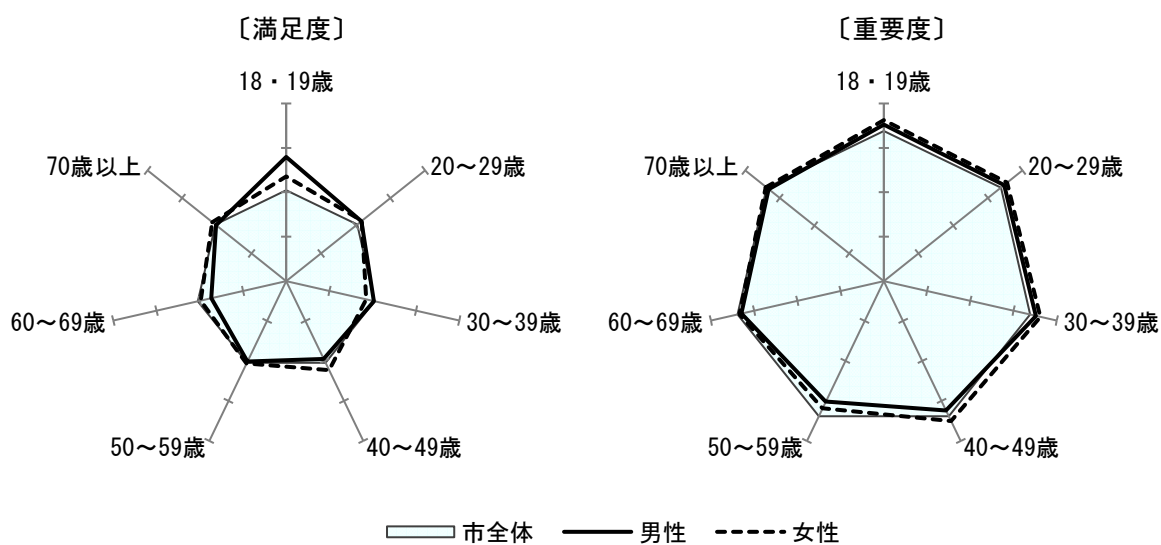 〔満足度〕
18・19歳
20～29歳
30～39歳
40～49歳
50～59歳
60～69歳
70歳以上
〔重要度〕
18・19歳
20～29歳
30～39歳
40～49歳
50～59歳
60～69歳
70歳以上
市全体
男性
女性